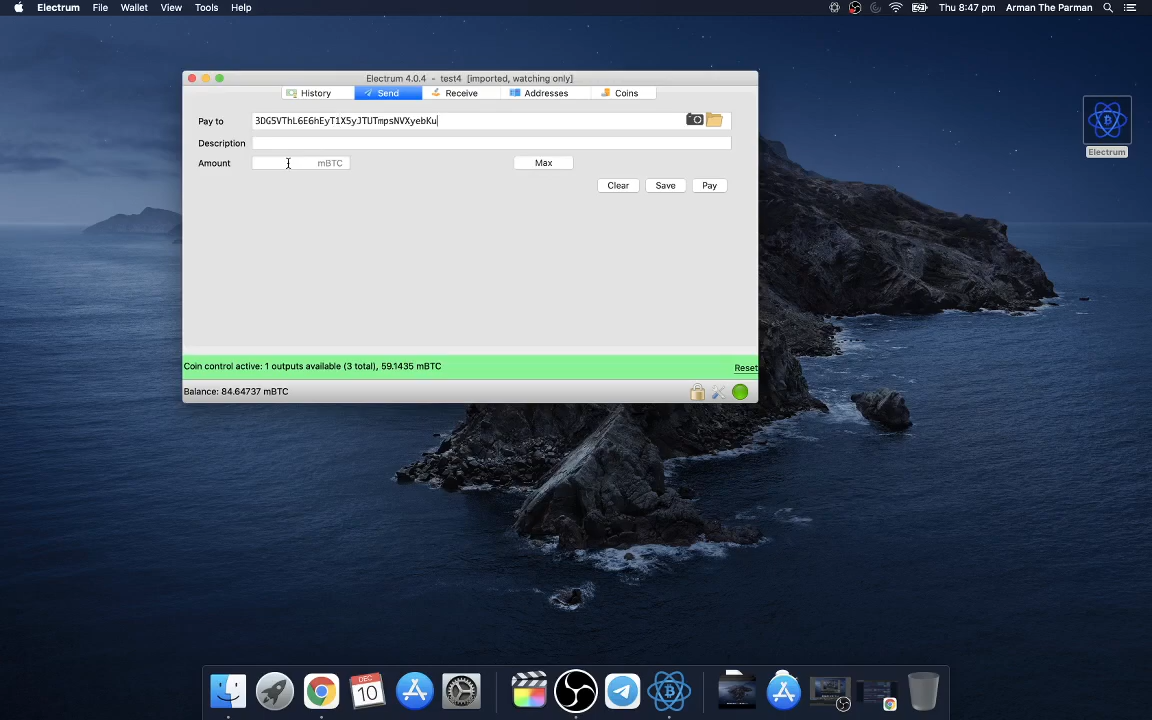 Electrum File Wallet View Tools Help Thu 8:47 pm Arman The Parman
Electrum 4.0.4 - test4 [imported, watching only]
History Send Receive Addresses Coins
Pay to 3DG5VThL6E6hEyT1X5yJTUTmpsNVXyebKu
Description
Amount mBTC Max
Clear Save Pay
Coin control active: 1 outputs available (3 total), 59.1435 mBTC Reset
Balance: 84.64737 mBTC
Electrum
DEC
10